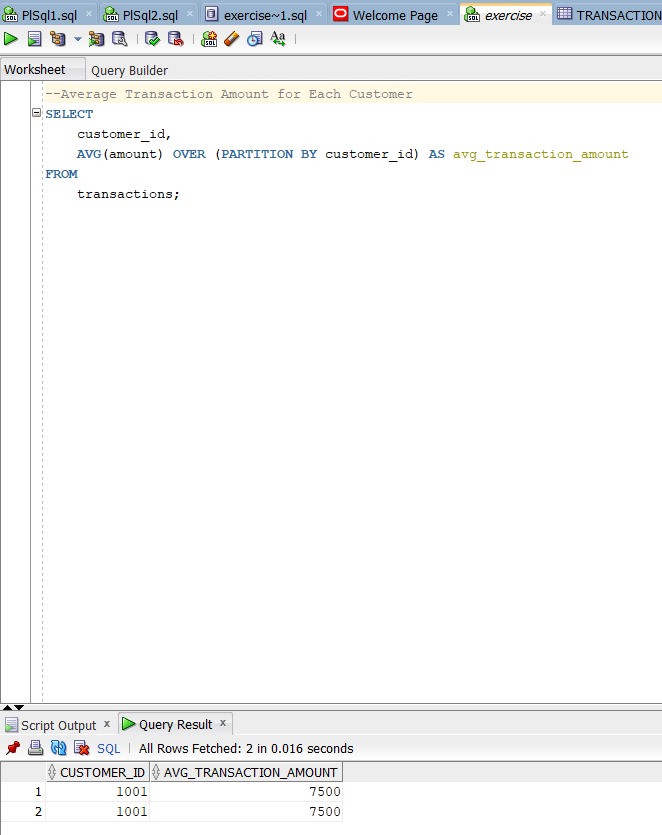 PlSql1.sql PlSql2.sql exercise~1.sql Welcome Page exercise TRANSACTION
Worksheet Query Builder
--Average Transaction Amount for Each Customer
SELECT
customer_id,
AVG(amount) OVER (PARTITION BY customer_id) AS avg_transaction_amount
FROM
transactions;
Script Output Query Result
SQL All Rows Fetched: 2 in 0.016 seconds
CUSTOMER_ID AVG_TRANSACTION_AMOUNT
1 1001 7500
2 1001 7500